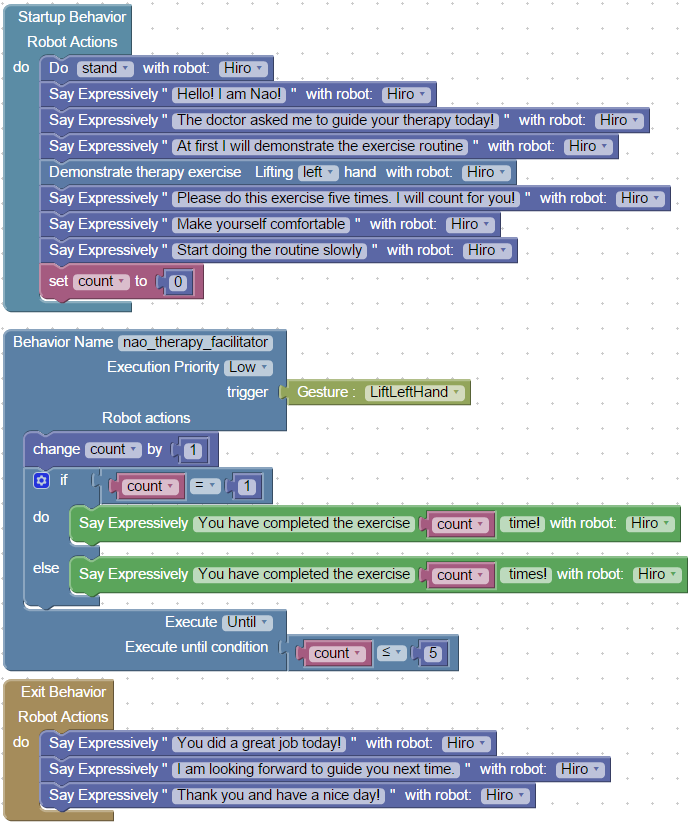 Startup Behavior
Robot Actions
do Do stand with robot: Hiro
Say Expressively " Hello! I am Nao! " with robot: Hiro
Say Expressively " The doctor asked me to guide your therapy today! " with robot: Hiro
Say Expressively " At first I will demonstrate the exercise routine " with robot: Hiro
Demonstrate therapy exercise Lifting left hand with robot: Hiro
Say Expressively " Please do this exercise five times. I will count for you! " with robot: Hiro
Say Expressively " Make yourself comfortable " with robot: Hiro
Say Expressively " Start doing the routine slowly " with robot: Hiro
set count to 0
Behavior Name nao_therapy_facilitator
Execution Priority Low
trigger Gesture : LiftLeftHand
Robot actions
change count by 1
if count = 1
do Say Expressively You have completed the exercise count time! with robot: Hiro
else Say Expressively You have completed the exercise count times! with robot: Hiro
Execute Until
Execute until condition count ≤ 5
Exit Behavior
Robot Actions
do Say Expressively " You did a great job today! " with robot: Hiro
Say Expressively " I am looking forward to guide you next time. " with robot: Hiro
Say Expressively " Thank you and have a nice day! " with robot: Hiro